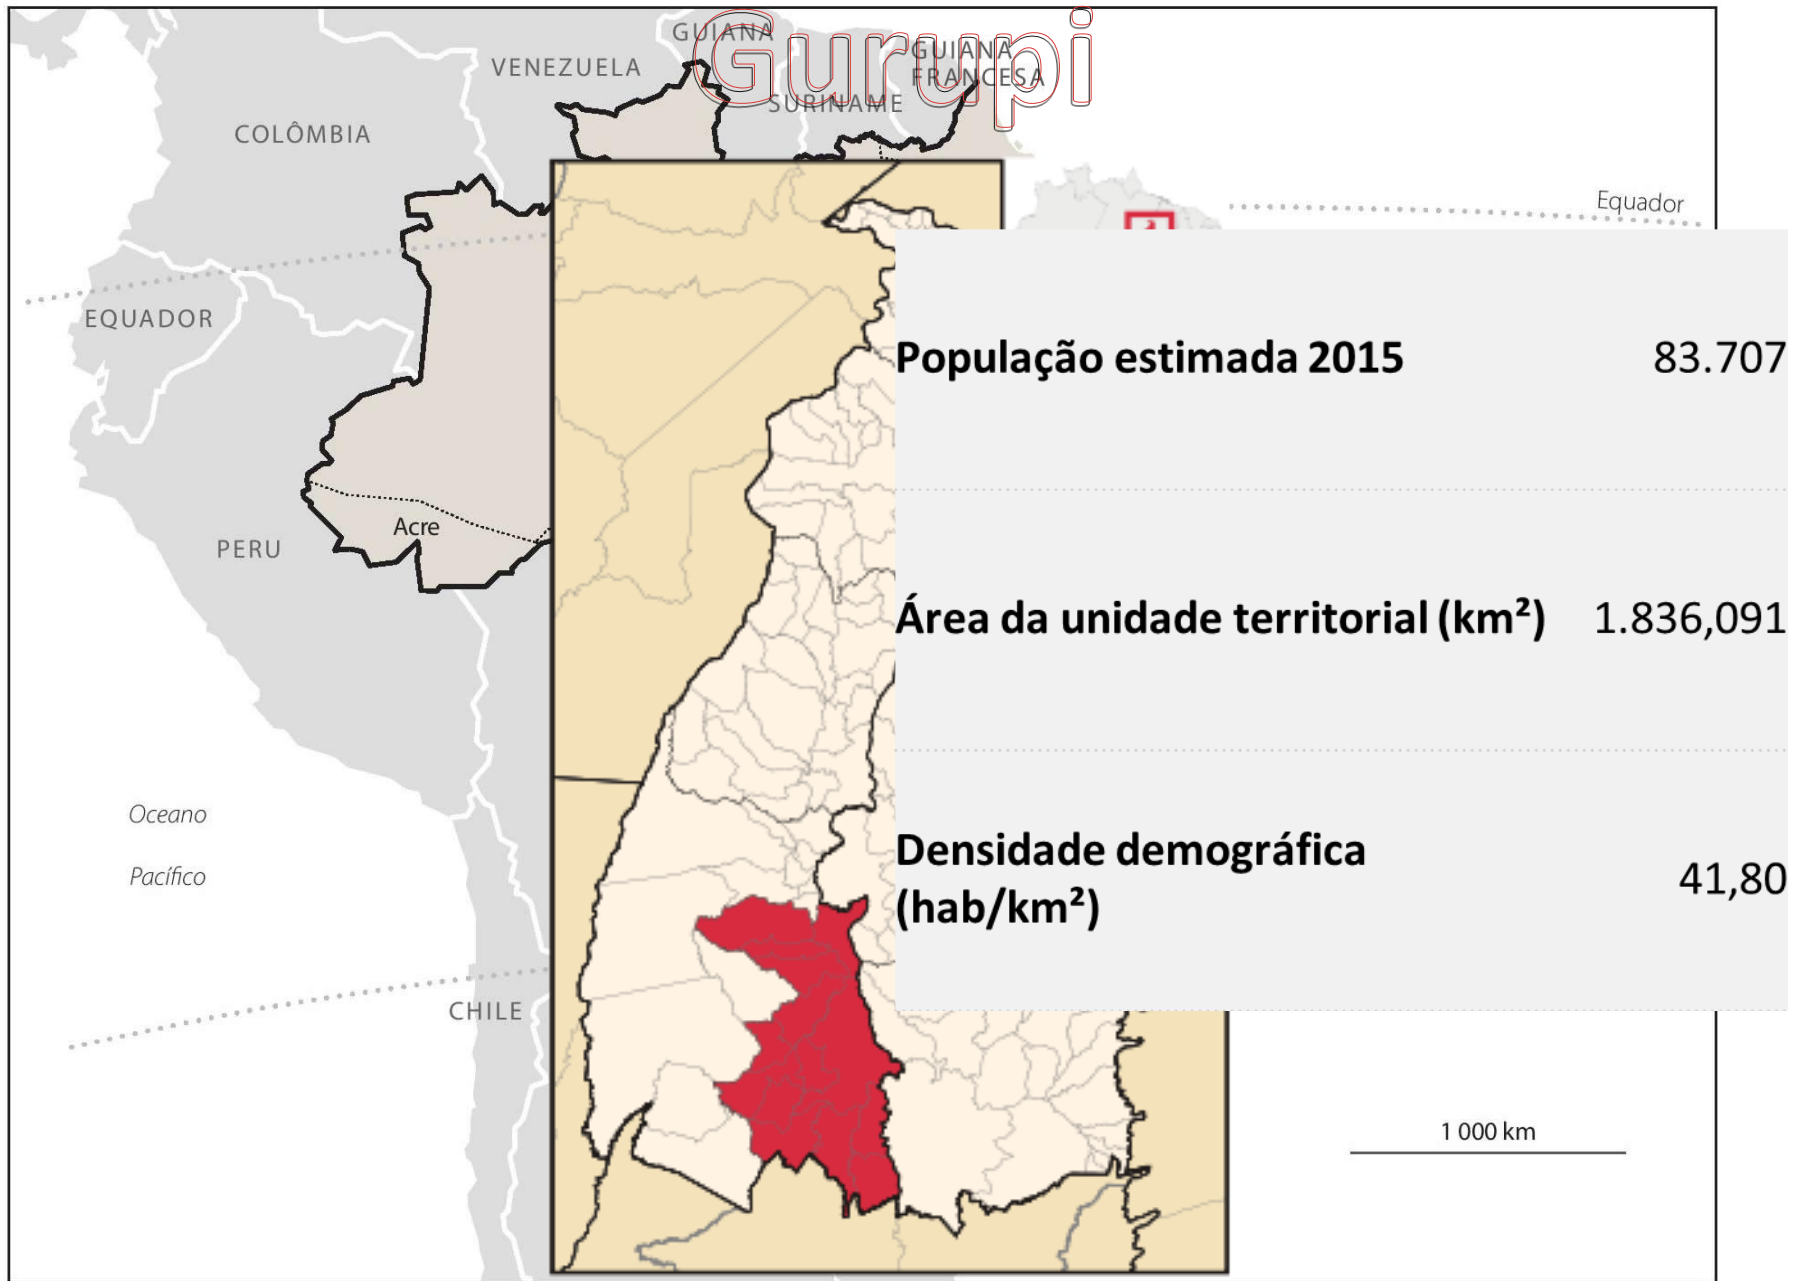 Gurupi
GUIANA
GUIANA
FRANCESA
VENEZUELA
SURINAME
COLÔMBIA
Equador
EQUADOR
População estimada 2015 83.707
Acre
PERU
Área da unidade territorial (km²) 1.836,091
Oceano
Pacífico
Densidade demográfica
(hab/km²) 41,80
CHILE
1 000 km